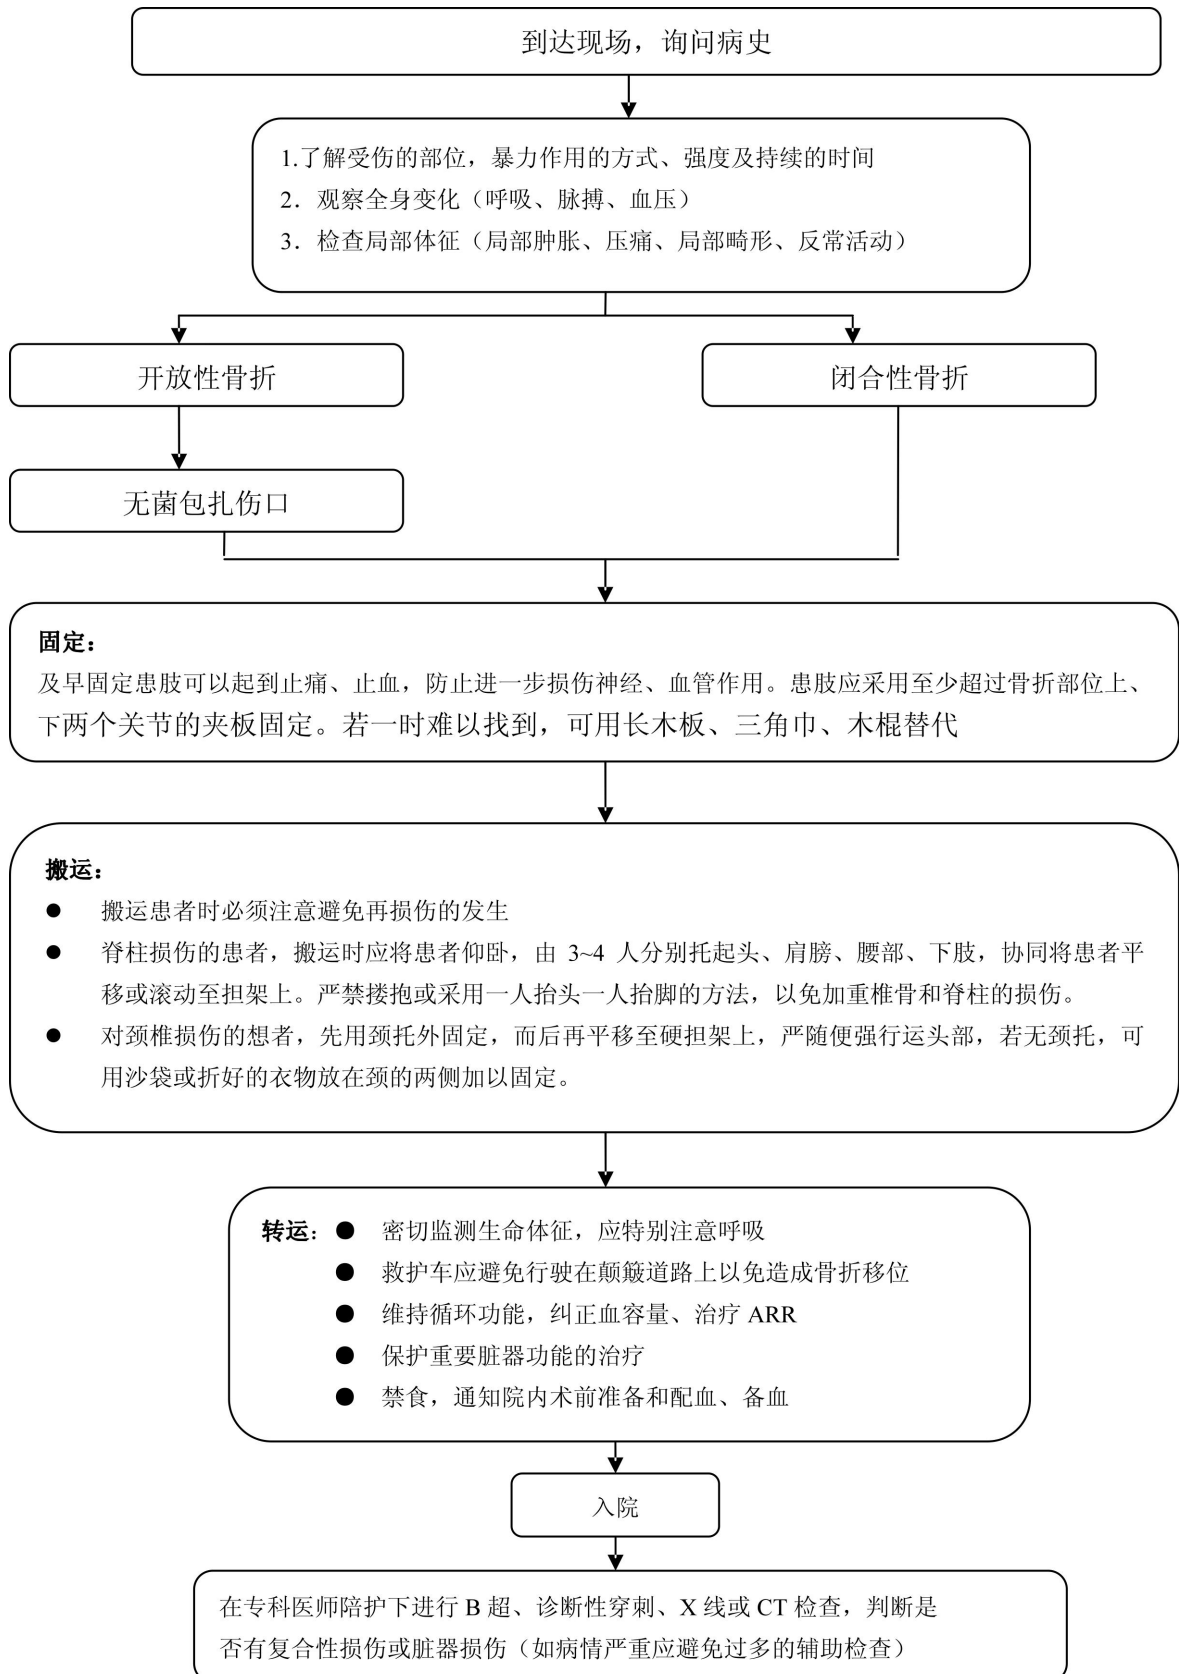 到达现场，询问病史
1.了解受伤的部位，暴力作用的方式、强度及持续的时间
2．观察全身变化（呼吸、脉搏、血压）
3．检查局部体征（局部肿胀、压痛、局部畸形、反常活动）
开放性骨折
闭合性骨折
无菌包扎伤口
固定：
及早固定患肢可以起到止痛、止血，防止进一步损伤神经、血管作用。患肢应采用至少超过骨折部位上、
下两个关节的夹板固定。若一时难以找到，可用长木板、三角巾、木棍替代
搬运：
● 搬运患者时必须注意避免再损伤的发生
● 脊柱损伤的患者，搬运时应将患者仰卧，由 3~4 人分别托起头、肩膀、腰部、下肢，协同将患者平
移或滚动至担架上。严禁搂抱或采用一人抬头一人抬脚的方法，以免加重椎骨和脊柱的损伤。
● 对颈椎损伤的想者，先用颈托外固定，而后再平移至硬担架上，严随便强行运头部，若无颈托，可
用沙袋或折好的衣物放在颈的两侧加以固定。
转运：● 密切监测生命体征，应特别注意呼吸
● 救护车应避免行驶在颠簸道路上以免造成骨折移位
● 维持循环功能，纠正血容量、治疗 ARR
● 保护重要脏器功能的治疗
● 禁食，通知院内术前准备和配血、备血
入院
在专科医师陪护下进行 B 超、诊断性穿刺、X 线或 CT 检查，判断是
否有复合性损伤或脏器损伤（如病情严重应避免过多的辅助检查）